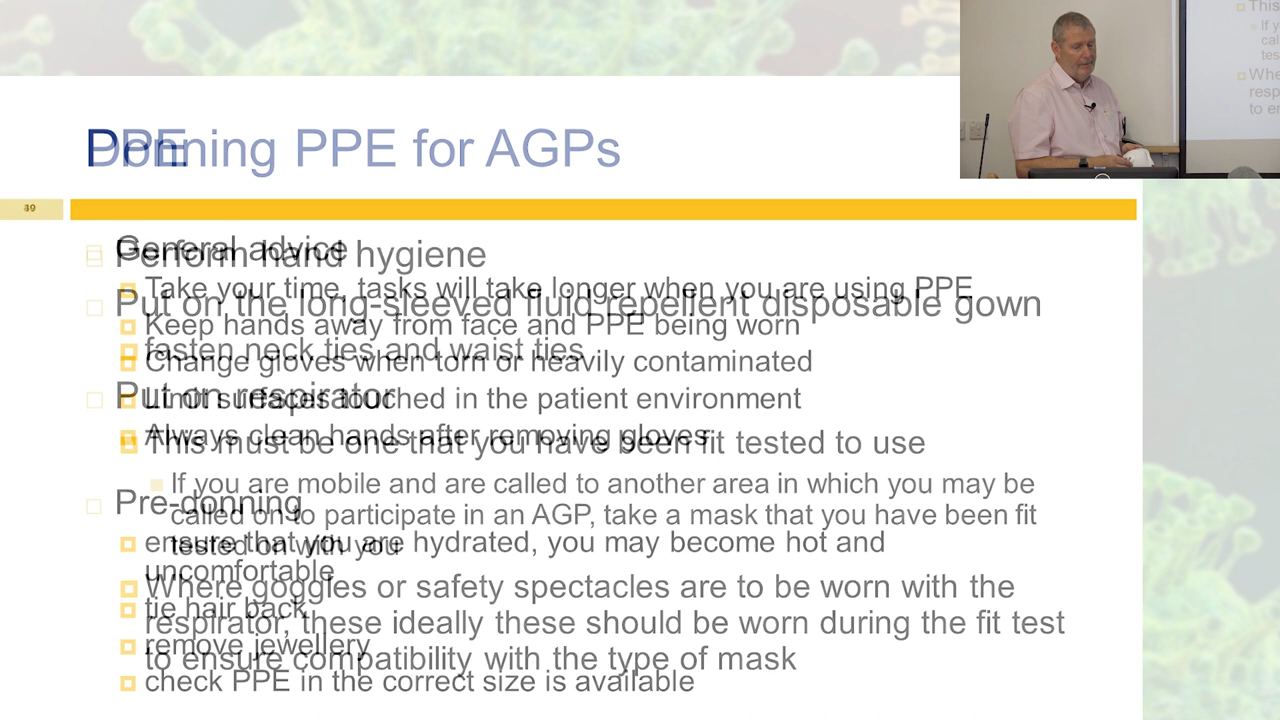 PPE
Donning PPE for AGPs
General advice
Perform hand hygiene
Take your time, tasks will take longer when you are using PPE
Put on the long-sleeved fluid repellent disposable gown
Keep hands away from face and PPE being worn
fasten neck ties and waist ties
Change gloves when torn or heavily contaminated
Put on respirator
Limit surfaces touched in the patient environment
Always clean hands after removing gloves
This must be one that you have been fit tested to use
If you are mobile and are called to another area in which you may be
Pre-donning
called on to participate in an AGP, take a mask that you have been fit
ensure that you are hydrated, you may become hot and
tested on with you
uncomfortable
Where goggles or safety spectacles are to be worn with the
tie hair back
respirator, these ideally these should be worn during the fit test
remove jewellery
to ensure compatibility with the type of mask
check PPE in the correct size is available
This
If y
cal
tes
Whe
resp